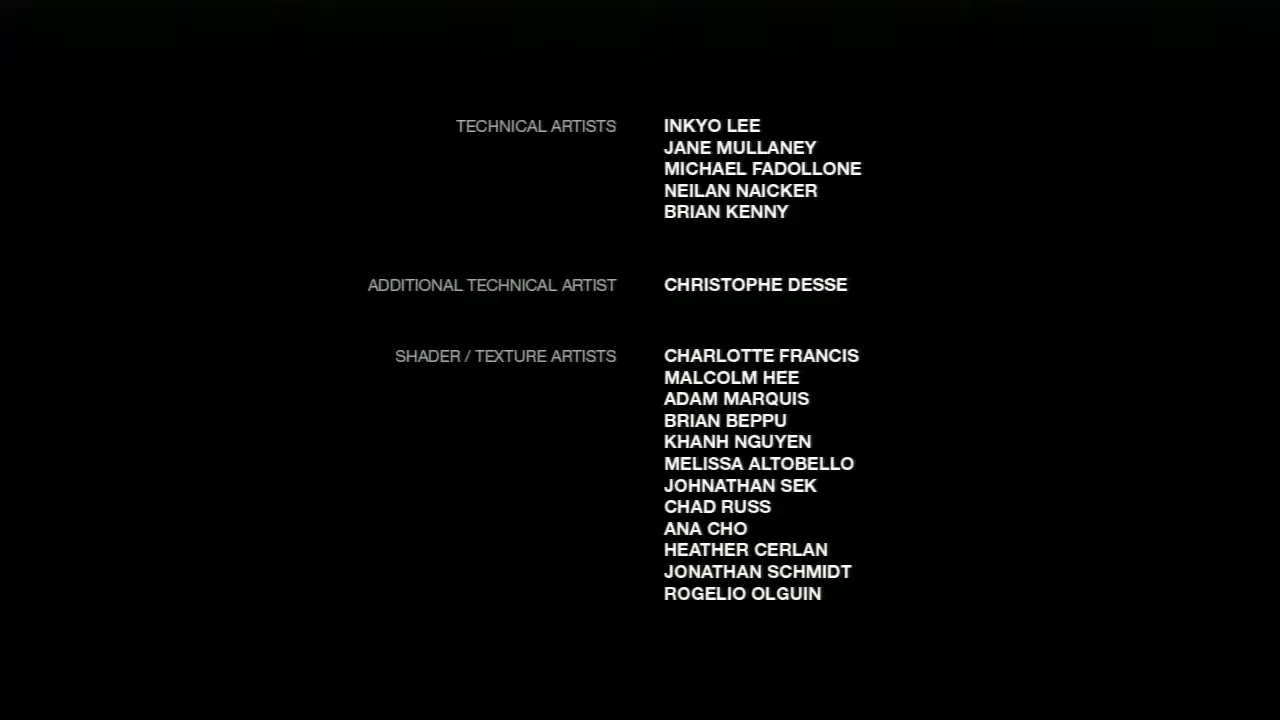 TECHNICAL ARTISTS INKYO LEE
JANE MULLANEY
MICHAEL FADOLLONE
NEILAN NAICKER
BRIAN KENNY
ADDITIONAL TECHNICAL ARTIST CHRISTOPHE DESSE
SHADER / TEXTURE ARTISTS CHARLOTTE FRANCIS
MALCOLM HEE
ADAM MARQUIS
BRIAN BEPPU
KHANH NGUYEN
MELISSA ALTOBELLO
JOHNATHAN SEK
CHAD RUSS
ANA CHO
HEATHER CERLAN
JONATHAN SCHMIDT
ROGELIO OLGUIN